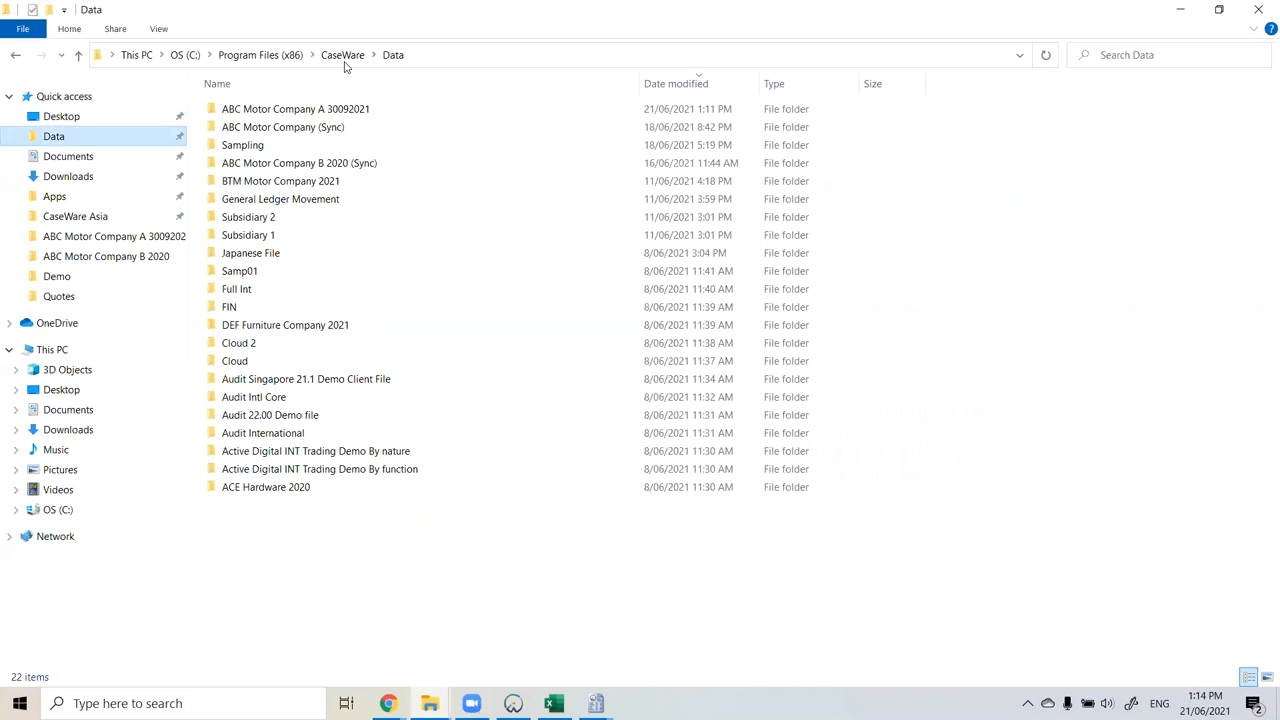 Data
File Home Share View
This PC OS (C:) Program Files (x86) CaseWare Data Search Data
Name Date modified Type Size
Quick access
Desktop
Data
Documents
Downloads
Apps
CaseWare Asia
ABC Motor Company A 3009202
ABC Motor Company B 2020
Demo
Quotes
OneDrive
This PC
3D Objects
Desktop
Documents
Downloads
Music
Pictures
Videos
OS (C:)
Network
ABC Motor Company A 30092021 21/06/2021 1:11 PM File folder
ABC Motor Company (Sync) 18/06/2021 8:42 PM File folder
Sampling 18/06/2021 5:19 PM File folder
ABC Motor Company B 2020 (Sync) 16/06/2021 11:44 AM File folder
BTM Motor Company 2021 11/06/2021 4:18 PM File folder
General Ledger Movement 11/06/2021 3:59 PM File folder
Subsidiary 2 11/06/2021 3:01 PM File folder
Subsidiary 1 11/06/2021 3:01 PM File folder
Japanese File 8/06/2021 3:04 PM File folder
Samp01 8/06/2021 11:41 AM File folder
Full Int 8/06/2021 11:40 AM File folder
FIN 8/06/2021 11:39 AM File folder
DEF Furniture Company 2021 8/06/2021 11:39 AM File folder
Cloud 2 8/06/2021 11:38 AM File folder
Cloud 8/06/2021 11:37 AM File folder
Audit Singapore 21.1 Demo Client File 8/06/2021 11:34 AM File folder
Audit Intl Core 8/06/2021 11:32 AM File folder
Audit 22.00 Demo file 8/06/2021 11:31 AM File folder
Audit International 8/06/2021 11:31 AM File folder
Active Digital INT Trading Demo By nature 8/06/2021 11:30 AM File folder
Active Digital INT Trading Demo By function 8/06/2021 11:30 AM File folder
ACE Hardware 2020 8/06/2021 11:30 AM File folder
22 items
Type here to search
ENG
1:14 PM
21/06/2021
2